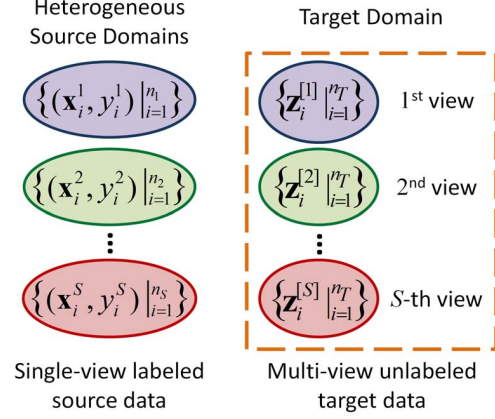 Heterogeneous
Source Domains
Target Domain
{(x_i^1, y_i^1)|_{i=1}^{n_1}}
{z_i^{[1]}|_{i=1}^{n_T}}
1st view
{(x_i^2, y_i^2)|_{i=1}^{n_2}}
{z_i^{[2]}|_{i=1}^{n_T}}
2nd view
{(x_i^S, y_i^S)|_{i=1}^{n_S}}
{z_i^{[S]}|_{i=1}^{n_T}}
S-th view
Single-view labeled
source data
Multi-view unlabeled
target data